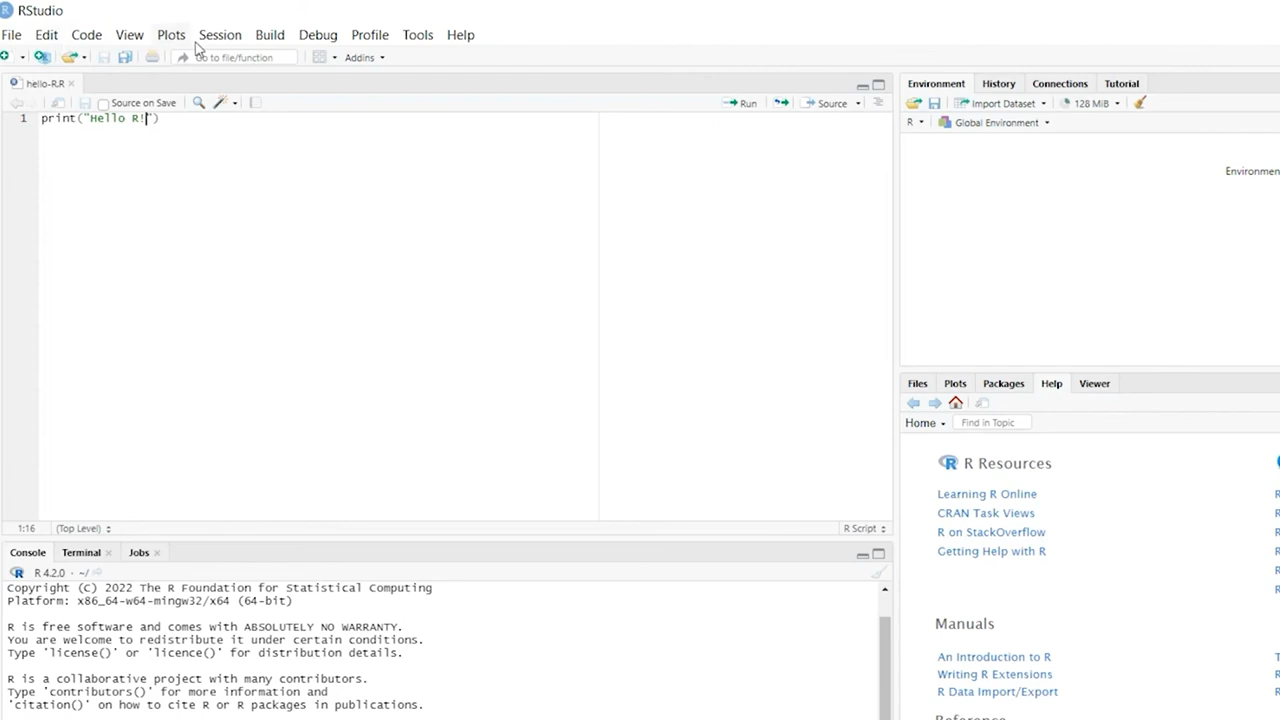 RStudio
File Edit Code View Plots Session Build Debug Profile Tools Help
Go to file/function Addins
hello-R.R
Source on Save Run Source
1 print("Hello R!")
1:16 (Top Level) R Script
Console Terminal Jobs
R 4.2.0 · ~/
Copyright (C) 2022 The R Foundation for Statistical Computing
Platform: x86_64-w64-mingw32/x64 (64-bit)
R is free software and comes with ABSOLUTELY NO WARRANTY.
You are welcome to redistribute it under certain conditions.
Type 'license()' or 'licence()' for distribution details.
R is a collaborative project with many contributors.
Type 'contributors()' for more information and
'citation()' on how to cite R or R packages in publications.
Environment History Connections Tutorial
Import Dataset 128 MiB
R Global Environment
Environmen
Files Plots Packages Help Viewer
Home Find in Topic
R Resources
Learning R Online
CRAN Task Views
R on StackOverflow
Getting Help with R
Manuals
An Introduction to R
Writing R Extensions
R Data Import/Export
Reference